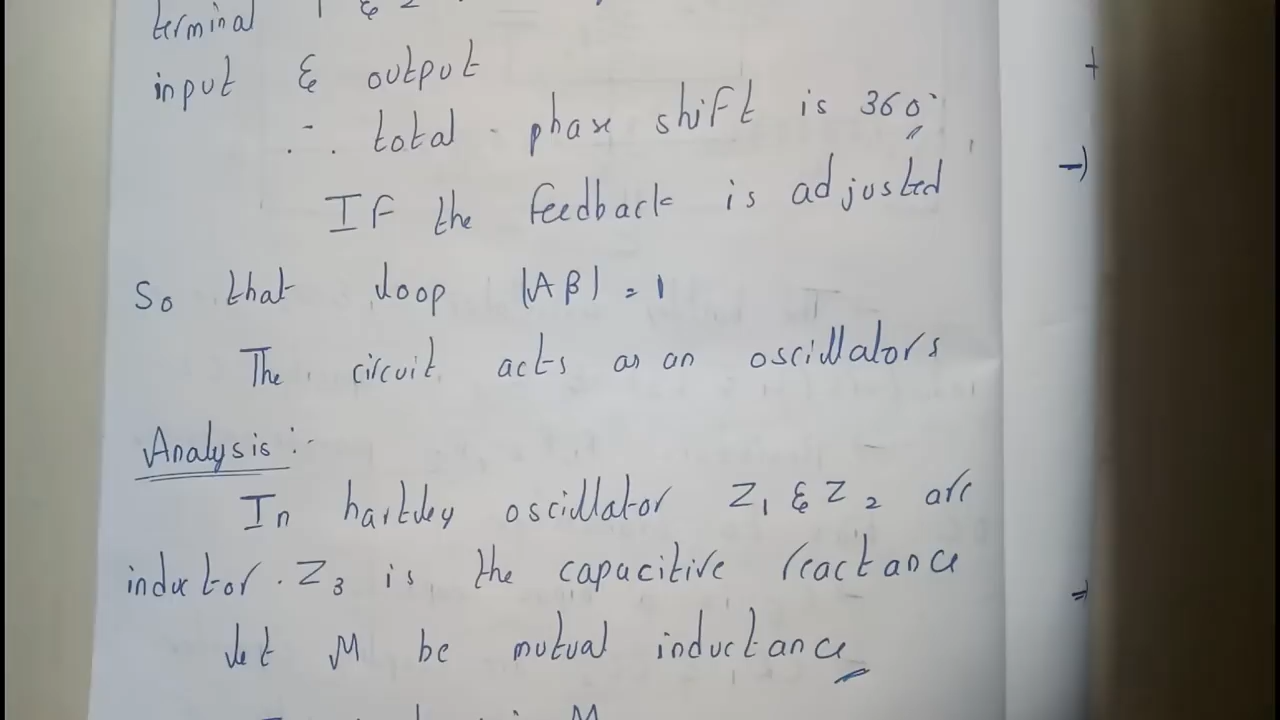 terminal 1 & 2
input & output
∴ total phase shift is 360°
If the feedback is adjusted
So that loop |Aβ| = 1
The circuit acts as an oscillators
Analysis :-
In hartley oscillator Z₁ & Z₂ are
inductor. Z₃ is the capacitive reactance
let M be mutual inductance